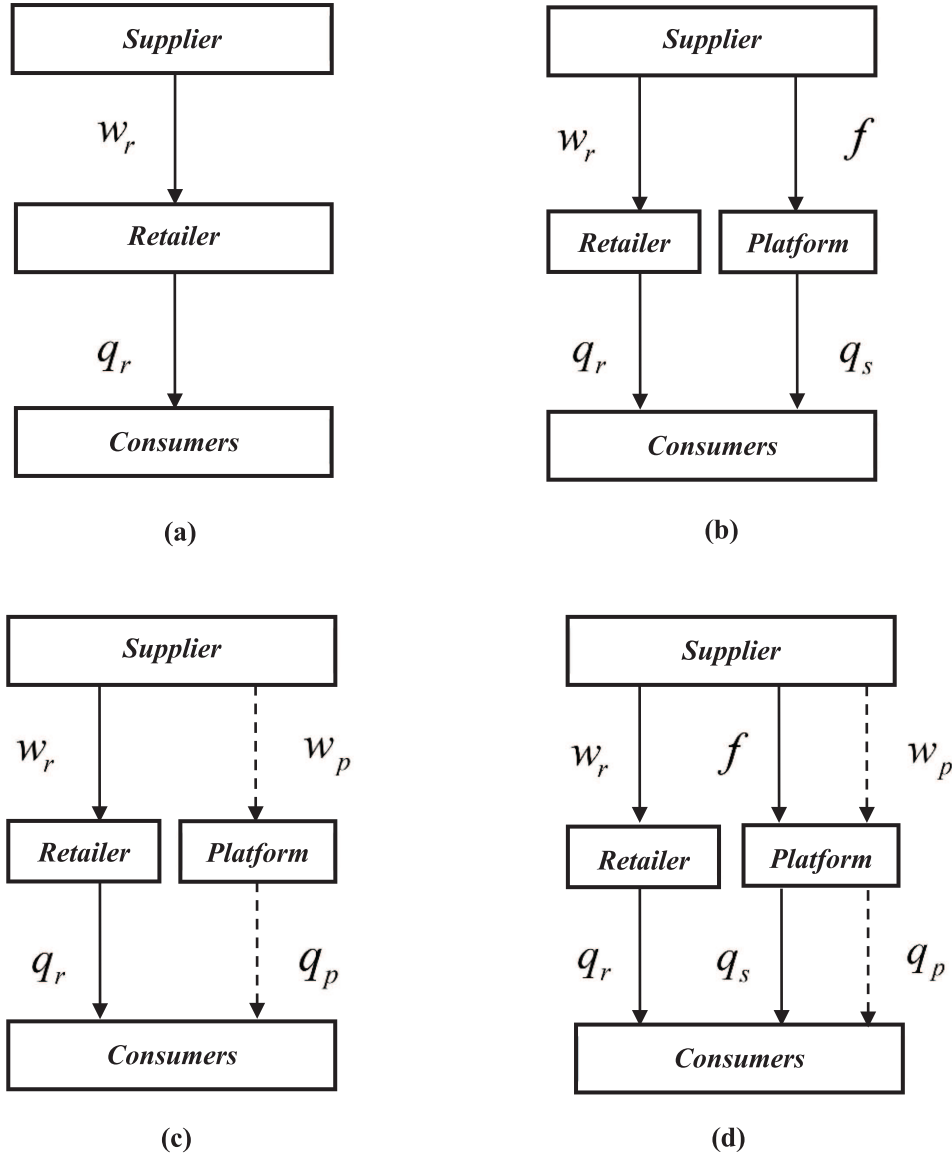 Supplier
w_r
Retailer
q_r
Consumers
(a)
Supplier
w_r
f
Retailer
Platform
q_r
q_s
Consumers
(b)
Supplier
w_r
w_p
Retailer
Platform
q_r
q_p
Consumers
(c)
Supplier
w_r
f
w_p
Retailer
Platform
q_r
q_s
q_p
Consumers
(d)